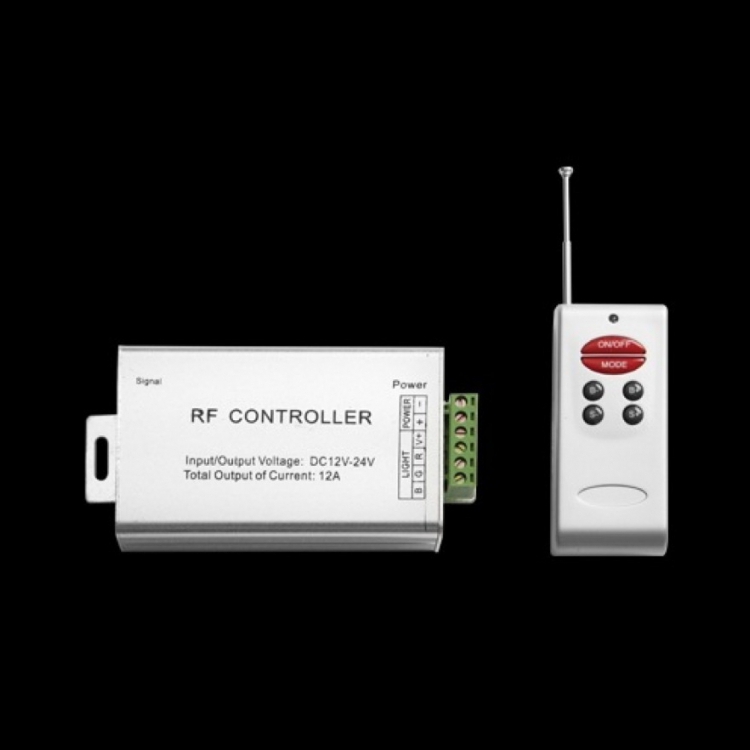 Signal
Power
RF CONTROLLER
Input/Output Voltage: DC12V-24V
Total Output of Current: 12A
POWER
− +
LIGHT
V+ R G B
ON/OFF
MODE